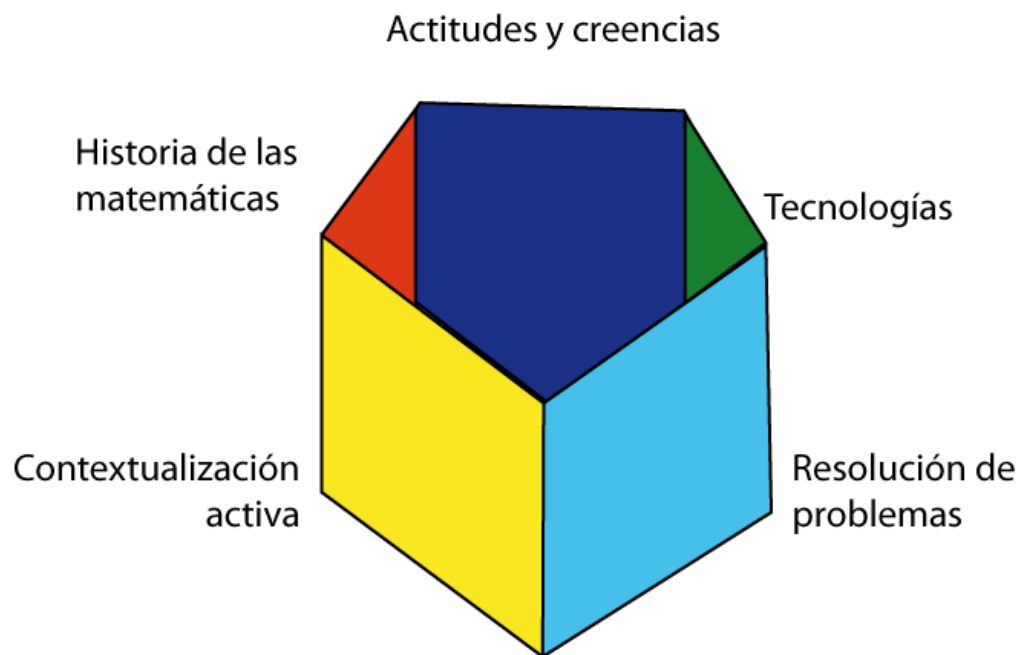 Actitudes y creencias
Historia de las
matemáticas
Tecnologías
Contextualización
activa
Resolución de
problemas